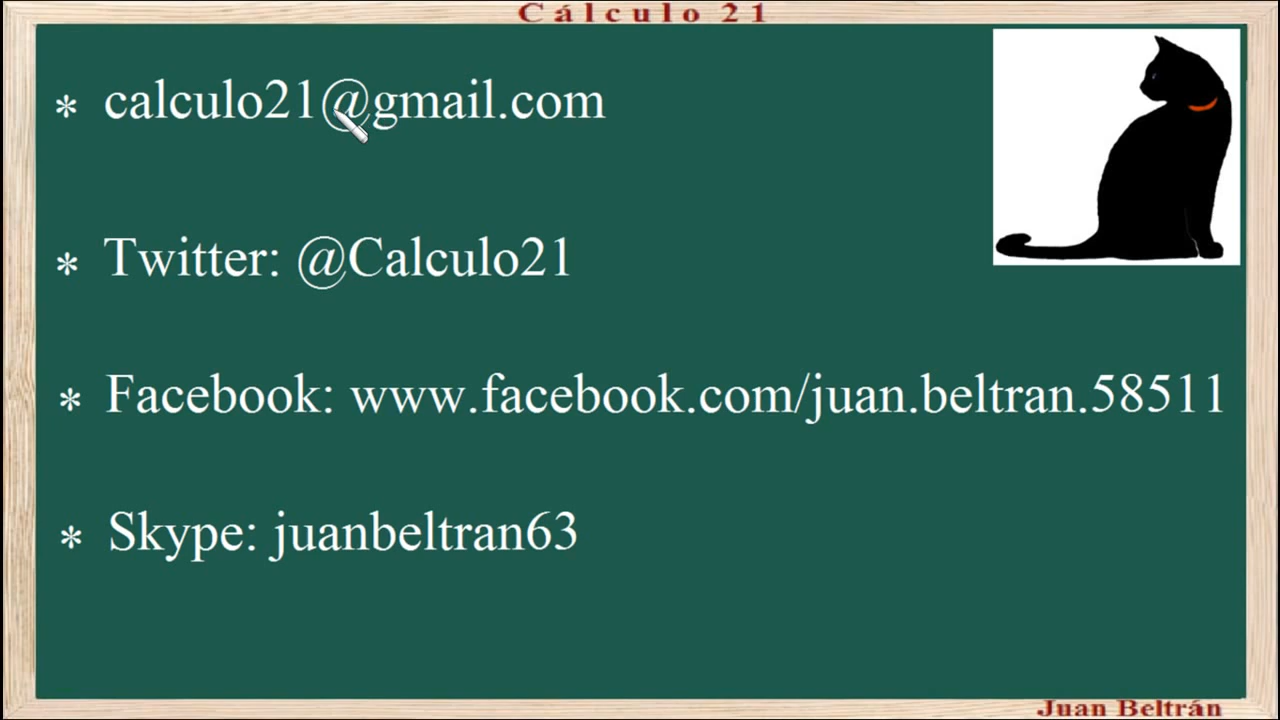 Cálculo 21
* calculo21@gmail.com
* Twitter: @Calculo21
* Facebook: www.facebook.com/juan.beltran.58511
* Skype: juanbeltran63
Juan Beltrán